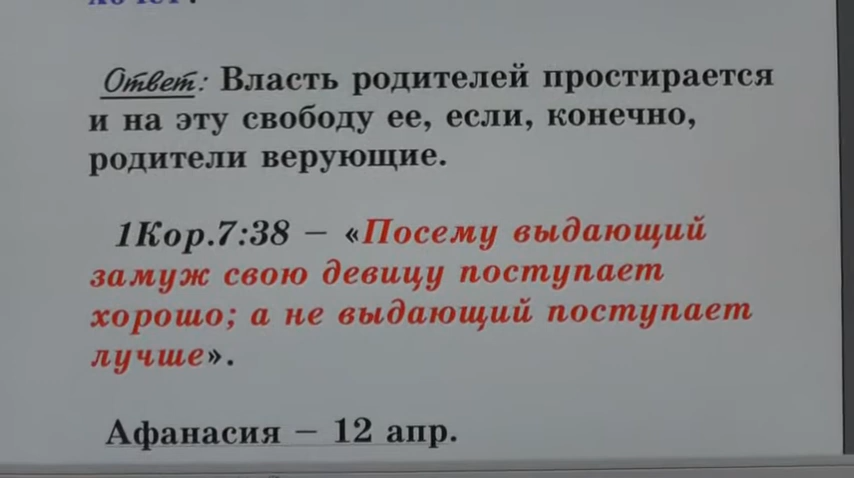 Ответ: Власть родителей простирается
и на эту свободу ее, если, конечно,
родители верующие.
1Кор.7:38 – «Посему выдающий
замуж свою девицу поступает
хорошо; а не выдающий поступает
лучше».
Афанасия – 12 апр.